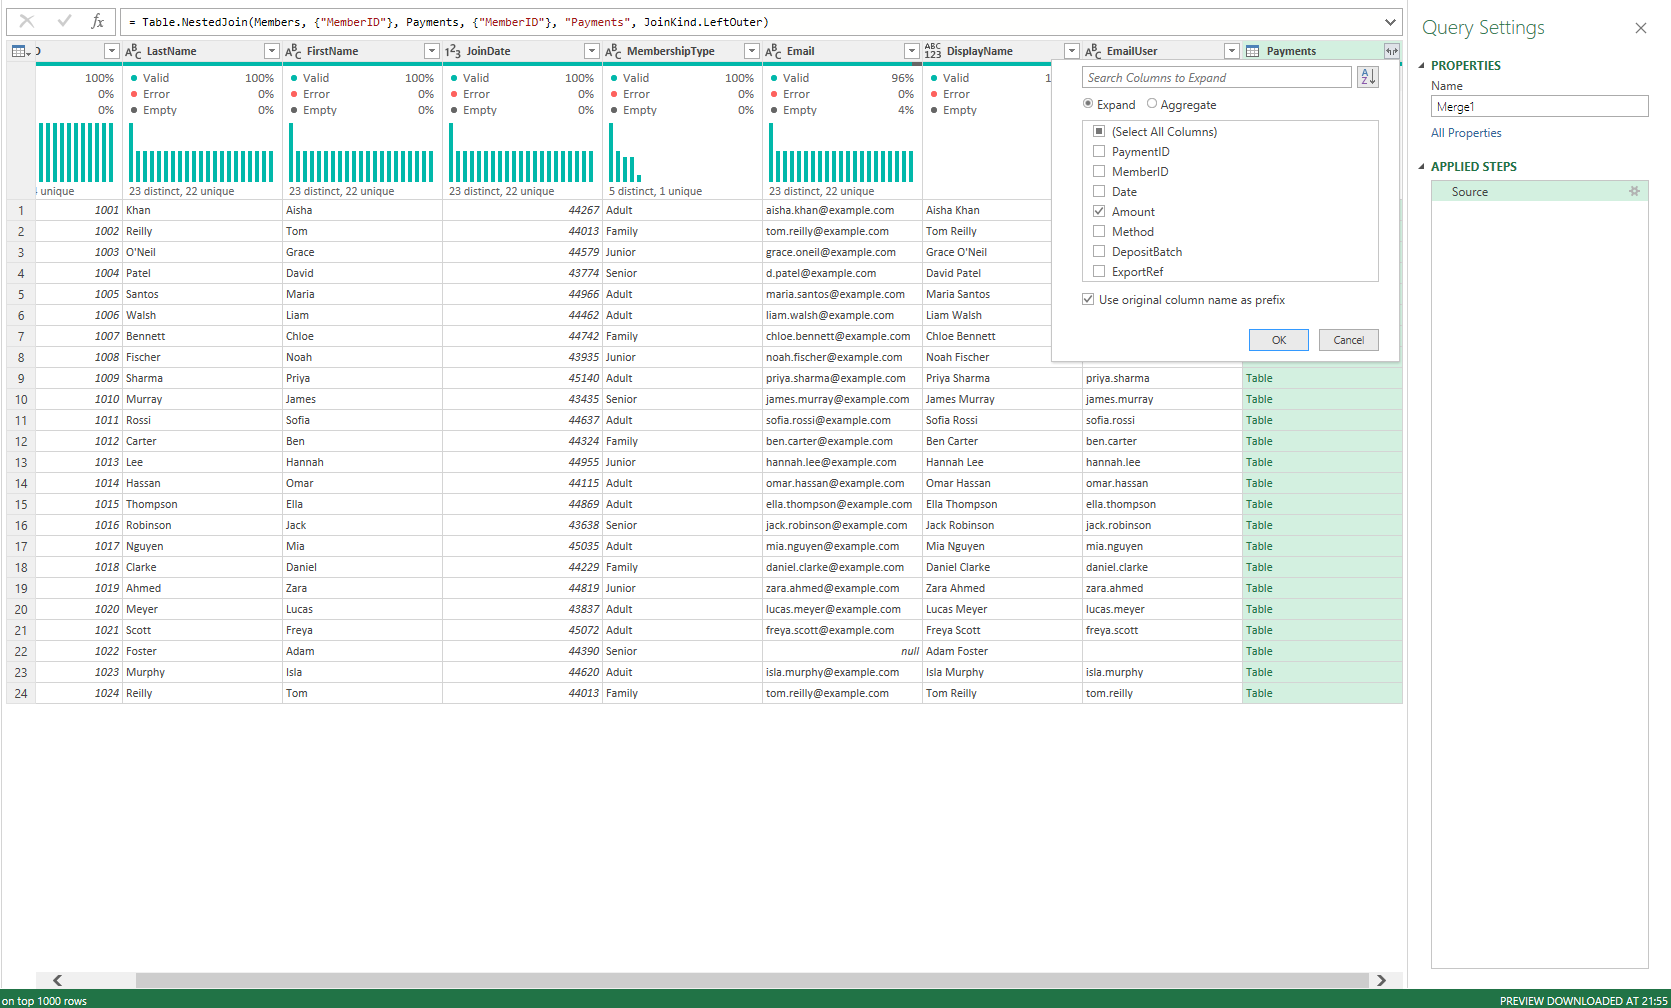 fx = Table.NestedJoin(Members, {"MemberID"}, Payments, {"MemberID"}, "Payments", JoinKind.LeftOuter)
D LastName FirstName JoinDate MembershipType Email DisplayName EmailUser Payments
100% Valid 100% Valid 100% Valid 100% Valid 100% Valid 96% Valid 1
0% Error 0% Error 0% Error 0% Error 0% Error 0% Error
0% Empty 0% Empty 0% Empty 0% Empty 0% Empty 4% Empty
unique 23 distinct, 22 unique 23 distinct, 22 unique 23 distinct, 22 unique 5 distinct, 1 unique 23 distinct, 22 unique
1 1001 Khan Aisha 44267 Adult aisha.khan@example.com Aisha Khan
2 1002 Reilly Tom 44013 Family tom.reilly@example.com Tom Reilly
3 1003 O'Neil Grace 44579 Junior grace.oneil@example.com Grace O'Neil
4 1004 Patel David 43774 Senior d.patel@example.com David Patel
5 1005 Santos Maria 44966 Adult maria.santos@example.com Maria Santos
6 1006 Walsh Liam 44462 Adult liam.walsh@example.com Liam Walsh
7 1007 Bennett Chloe 44742 Family chloe.bennett@example.com Chloe Bennett
8 1008 Fischer Noah 43935 Junior noah.fischer@example.com Noah Fischer
9 1009 Sharma Priya 45140 Adult priya.sharma@example.com Priya Sharma priya.sharma Table
10 1010 Murray James 43435 Senior james.murray@example.com James Murray james.murray Table
11 1011 Rossi Sofia 44637 Adult sofia.rossi@example.com Sofia Rossi sofia.rossi Table
12 1012 Carter Ben 44324 Family ben.carter@example.com Ben Carter ben.carter Table
13 1013 Lee Hannah 44955 Junior hannah.lee@example.com Hannah Lee hannah.lee Table
14 1014 Hassan Omar 44115 Adult omar.hassan@example.com Omar Hassan omar.hassan Table
15 1015 Thompson Ella 44869 Adult ella.thompson@example.com Ella Thompson ella.thompson Table
16 1016 Robinson Jack 43638 Senior jack.robinson@example.com Jack Robinson jack.robinson Table
17 1017 Nguyen Mia 45035 Adult mia.nguyen@example.com Mia Nguyen mia.nguyen Table
18 1018 Clarke Daniel 44229 Family daniel.clarke@example.com Daniel Clarke daniel.clarke Table
19 1019 Ahmed Zara 44819 Junior zara.ahmed@example.com Zara Ahmed zara.ahmed Table
20 1020 Meyer Lucas 43837 Adult lucas.meyer@example.com Lucas Meyer lucas.meyer Table
21 1021 Scott Freya 45072 Adult freya.scott@example.com Freya Scott freya.scott Table
22 1022 Foster Adam 44390 Senior null Adam Foster Table
23 1023 Murphy Isla 44620 Aduit isla.murphy@example.com Isla Murphy isla.murphy Table
24 1024 Reilly Tom 44013 Family tom.reilly@example.com Tom Reilly tom.reilly Table
Search Columns to Expand
Expand Aggregate
(Select All Columns)
PaymentID
MemberID
Date
Amount
Method
DepositBatch
ExportRef
Use original column name as prefix
OK Cancel
Query Settings
PROPERTIES
Name
Merge1
All Properties
APPLIED STEPS
Source
on top 1000 rows
PREVIEW DOWNLOADED AT 21:55